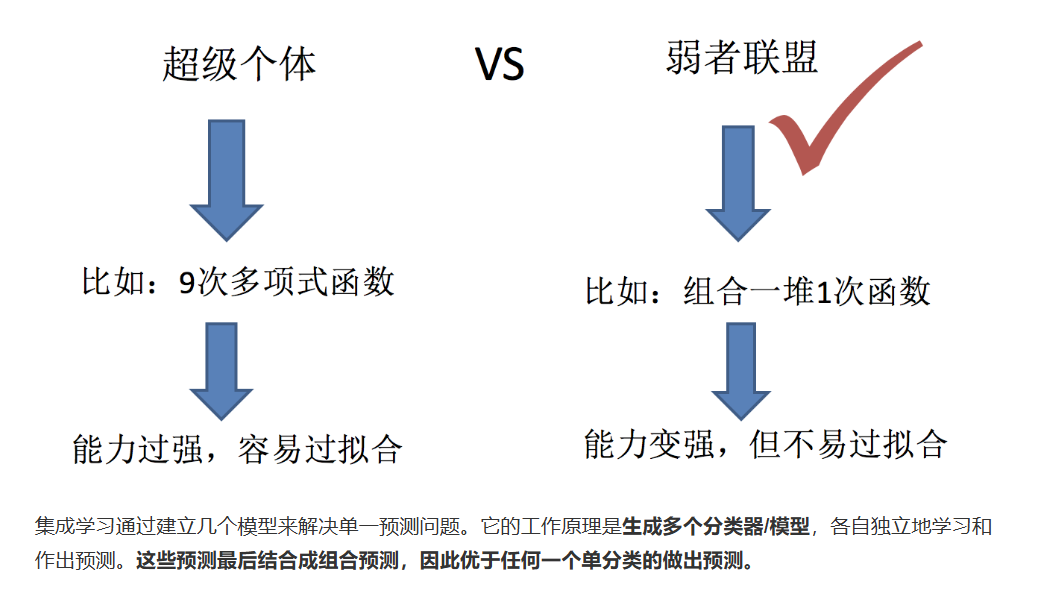 超级个体
VS
弱者联盟
比如：9次多项式函数
比如：组合一堆1次函数
能力过强，容易过拟合
能力变强，但不易过拟合
集成学习通过建立几个模型来解决单一预测问题。它的工作原理是生成多个分类器/模型，各自独立地学习和
作出预测。这些预测最后结合成组合预测，因此优于任何一个单分类的做出预测。